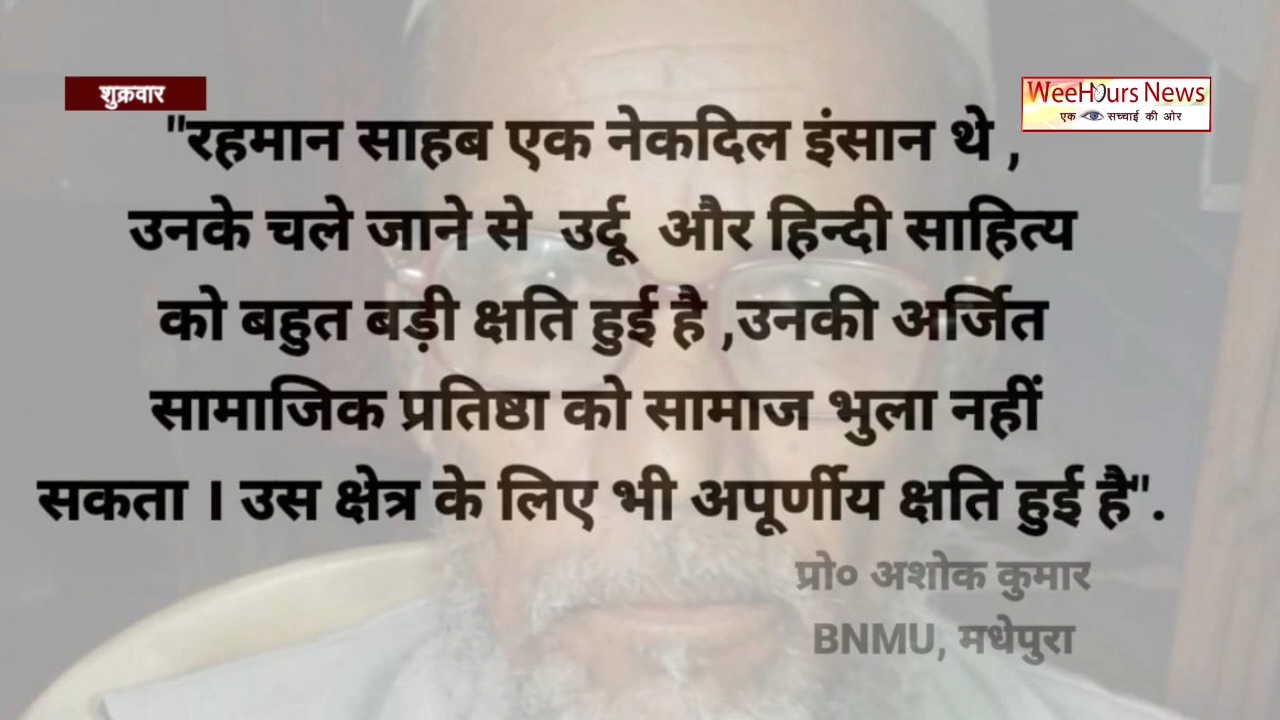 शुक्रवार
WeeHours News
एक सच्चाई की ओर
"रहमान साहब एक नेकदिल इंसान थे ,
उनके चले जाने से उर्दू और हिन्दी साहित्य
को बहुत बड़ी क्षति हुई है ,उनकी अर्जित
सामाजिक प्रतिष्ठा को सामाज भुला नहीं
सकता । उस क्षेत्र के लिए भी अपूर्णीय क्षति हुई है".
प्रो० अशोक कुमार
BNMU, मधेपुरा